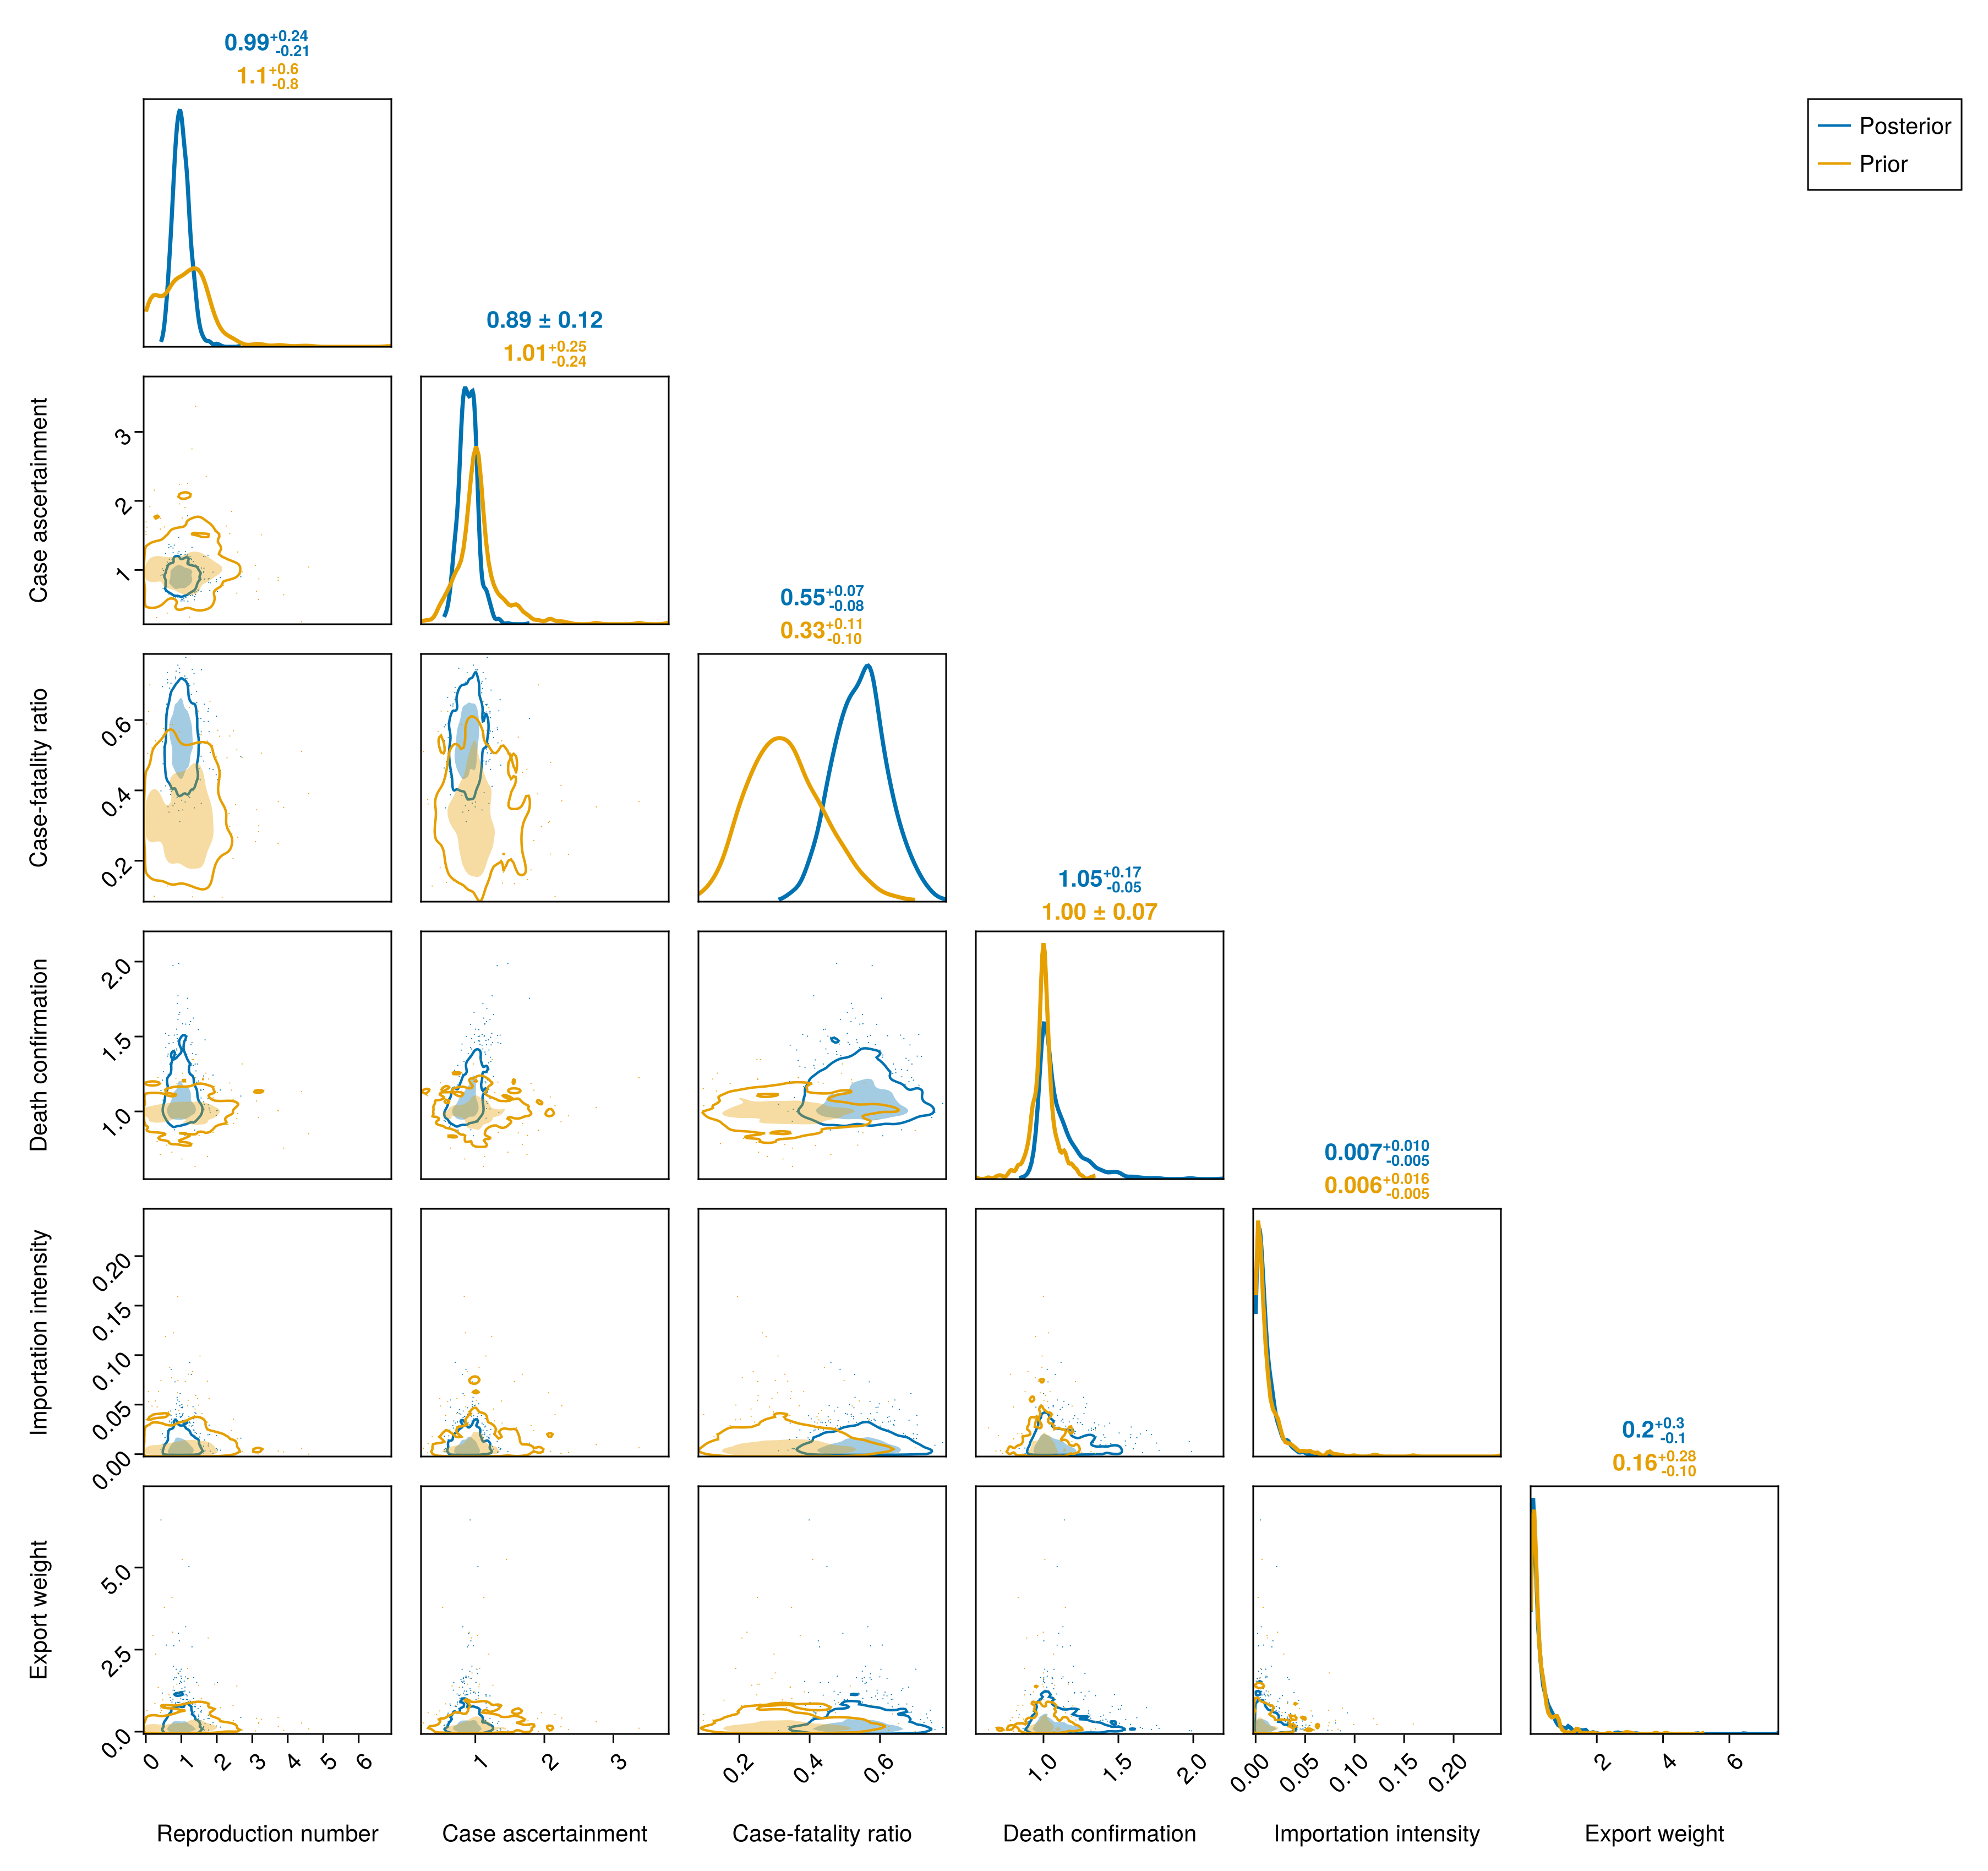 0.99+0.24-0.21
1.1+0.6-0.8
Posterior
Prior
0.89 ± 0.12
1.01+0.25-0.24
Case ascertainment
3
2
1
0.55+0.07-0.08
0.33+0.11-0.10
Case-fatality ratio
0.6
0.4
0.2
1.05+0.17-0.05
1.00 ± 0.07
Death confirmation
2.0
1.5
1.0
0.007+0.010-0.005
0.006+0.016-0.005
Importation intensity
0.20
0.15
0.10
0.05
0.00
0.2+0.3-0.1
0.16+0.28-0.10
Export weight
5.0
2.5
0.0
0 1 2 3 4 5 6
1 2 3
0.2 0.4 0.6
1.0 1.5 2.0
0.00 0.05 0.10 0.15 0.20
2 4 6
Reproduction number
Case ascertainment
Case-fatality ratio
Death confirmation
Importation intensity
Export weight